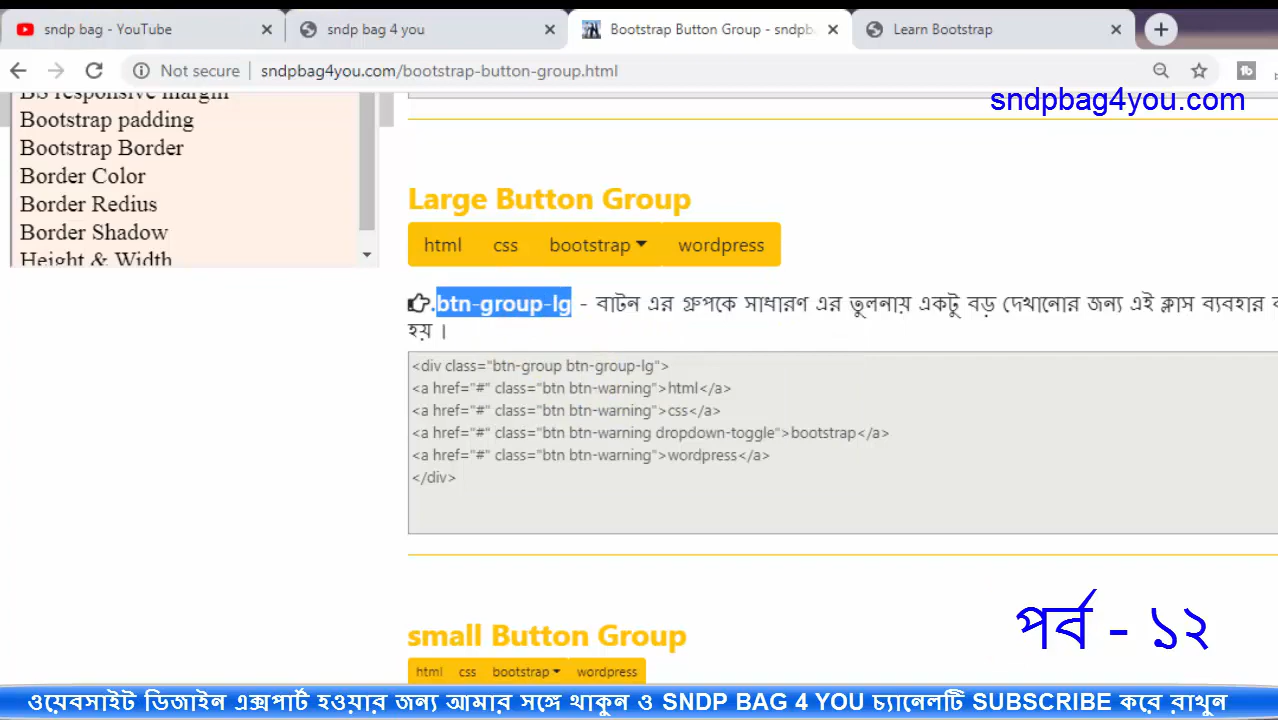 sndp bag - YouTube
sndp bag 4 you
Bootstrap Button Group - sndpb
Learn Bootstrap
Not secure
sndpbag4you.com/bootstrap-button-group.html
sndpbag4you.com
BS responsive margin
Bootstrap padding
Bootstrap Border
Border Color
Border Redius
Border Shadow
Height & Width
Large Button Group
html css bootstrap wordpress
.btn-group-lg - বাটন এর গ্রুপকে সাধারণ এর তুলনায় একটু বড় দেখানোর জন্য এই ক্লাস ব্যবহার
হয় ।
<div class="btn-group btn-group-lg">
<a href="#" class="btn btn-warning">html</a>
<a href="#" class="btn btn-warning">css</a>
<a href="#" class="btn btn-warning dropdown-toggle">bootstrap</a>
<a href="#" class="btn btn-warning">wordpress</a>
</div>
small Button Group
html css bootstrap wordpress
পর্ব - ১২
ওয়েবসাইট ডিজাইন এক্সপার্ট হওয়ার জন্য আমার সঙ্গে থাকুন ও SNDP BAG 4 YOU চ্যানেলটি SUBSCRIBE করে রাখুন